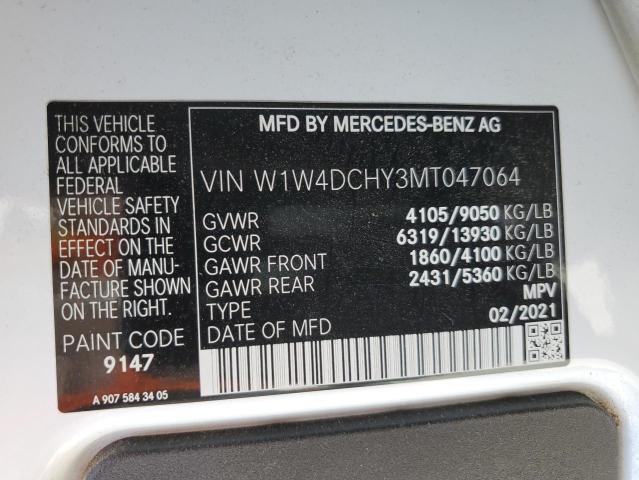 THIS VEHICLE
CONFORMS TO
ALL APPLICABLE
FEDERAL
VEHICLE SAFETY
STANDARDS IN
EFFECT ON THE
DATE OF MANU-
FACTURE SHOWN
ON THE RIGHT.
PAINT CODE
9147
A 907 584 34 05
MFD BY MERCEDES-BENZ AG
VIN W1W4DCHY3MT047064
GVWR 4105/9050 KG/LB
GCWR 6319/13930 KG/LB
GAWR FRONT 1860/4100 KG/LB
GAWR REAR 2431/5360 KG/LB
TYPE MPV
DATE OF MFD 02/2021